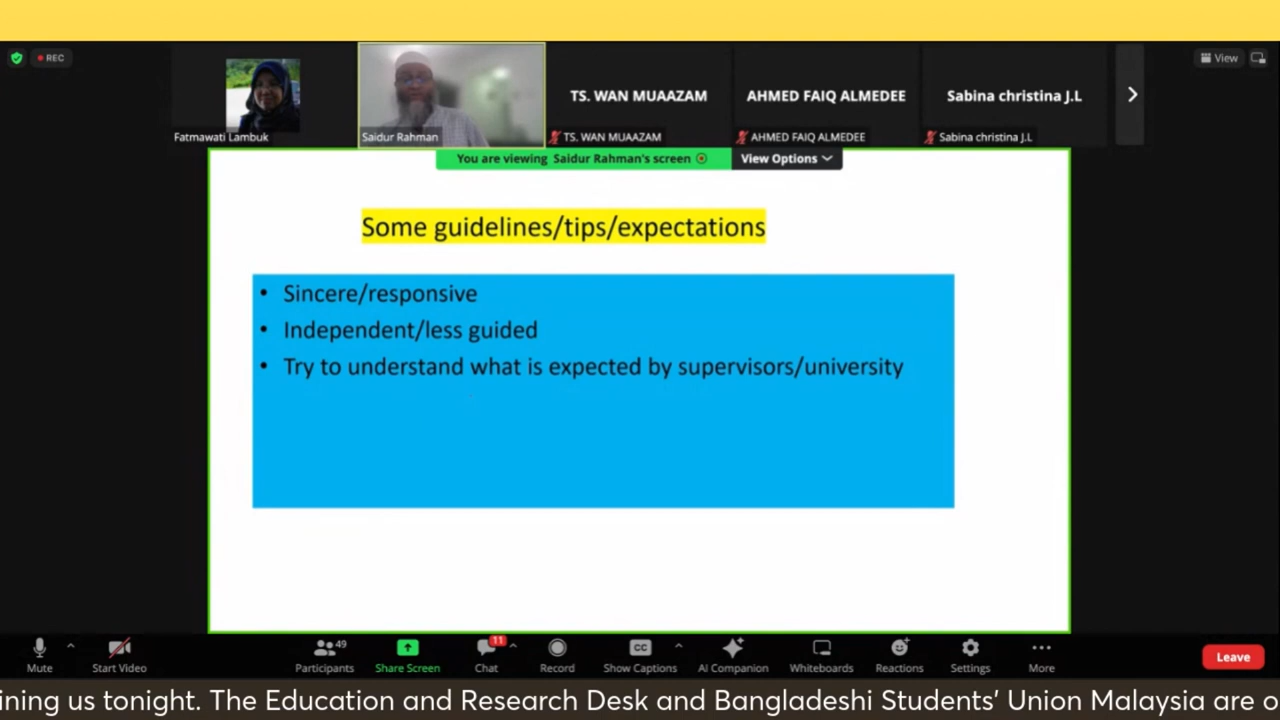 REC
View
TS. WAN MUAAZAM
AHMED FAIQ ALMEDEE
Sabina christina J.L
Fatmawati Lambuk
Saidur Rahman
TS. WAN MUAAZAM
AHMED FAIQ ALMEDEE
Sabina christina J.L
You are viewing Saidur Rahman's screen
View Options
Some guidelines/tips/expectations
• Sincere/responsive
• Independent/less guided
• Try to understand what is expected by supervisors/university
49
11
CC
Mute
Start Video
Participants
Share Screen
Chat
Record
Show Captions
AI Companion
Whiteboards
Reactions
Settings
More
Leave
ining us tonight. The Education and Research Desk and Bangladeshi Students' Union Malaysia are o